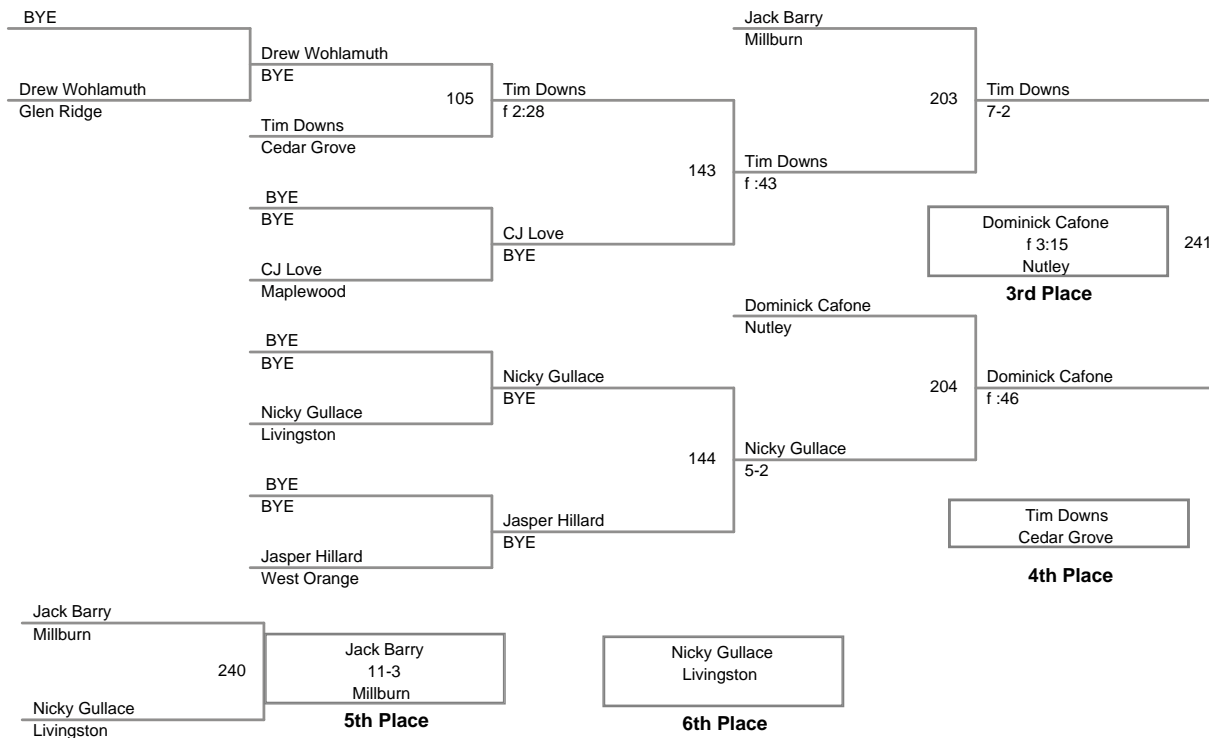 BYE
Drew Wohlamuth
Glen Ridge
Drew Wohlamuth
BYE
105
Tim Downs
Cedar Grove
Tim Downs
f 2:28
BYE
BYE
CJ Love
Maplewood
CJ Love
BYE
143
Tim Downs
f :43
Jack Barry
Millburn
203
Tim Downs
7-2
Dominick Cafone
f 3:15
Nutley
241
3rd Place
BYE
BYE
Nicky Gullace
Livingston
Nicky Gullace
BYE
BYE
BYE
Jasper Hillard
West Orange
Jasper Hillard
BYE
144
Nicky Gullace
5-2
Dominick Cafone
Nutley
204
Dominick Cafone
f :46
Tim Downs
Cedar Grove
4th Place
Jack Barry
Millburn
240
Nicky Gullace
Livingston
Jack Barry
11-3
Millburn
5th Place
Nicky Gullace
Livingston
6th Place